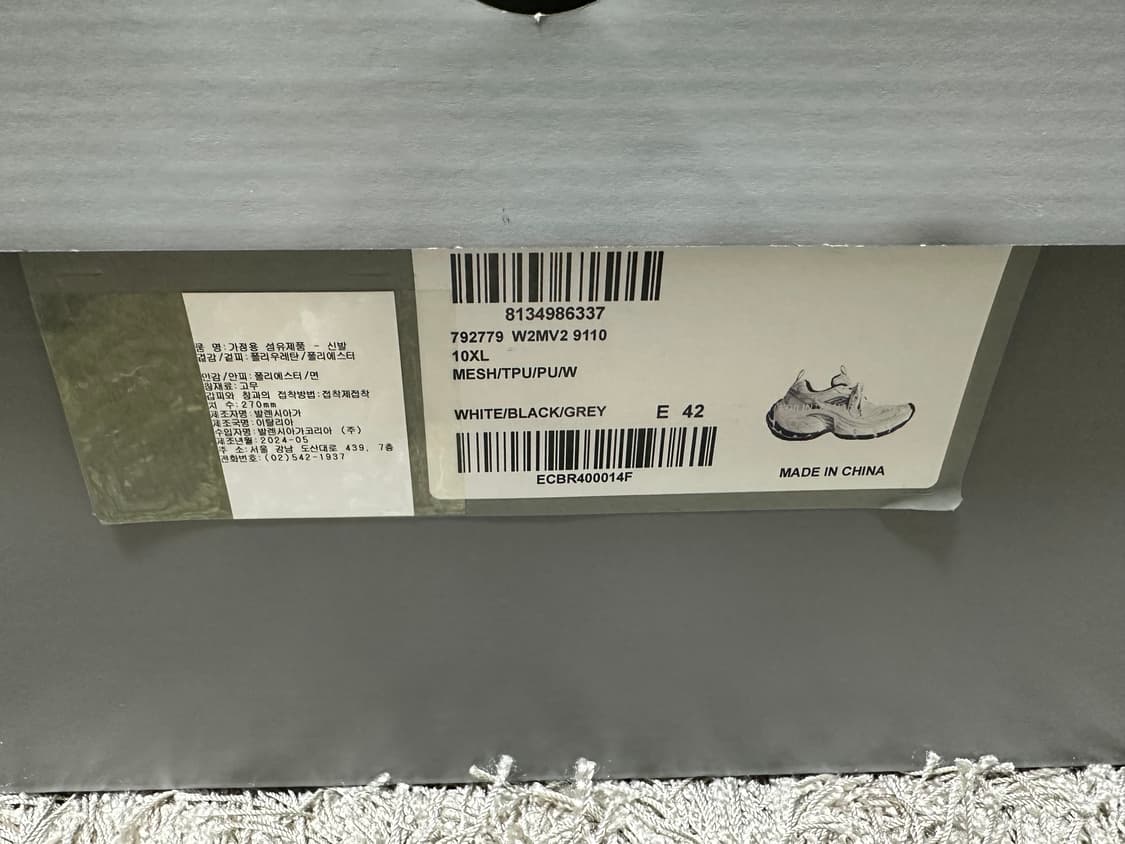 품 명:가정용 섬유제품 - 신발
겉감/겉피:폴리우레탄/폴리에스터
안감/안피:폴리에스터/면
창재료:고무
갑피와 창과의 접착방법:접착제접착
치 수:270mm
제조자명:발렌시아가
제조국명:이탈리아
수입자명:발렌시아가코리아 (주)
제조년월:2024-05
주 소:서울 강남 도산대로 439, 7층
전화번호:(02)542-1937
8134986337
792779 W2MV2 9110
10XL
MESH/TPU/PU/W
WHITE/BLACK/GREY E 42
ECBR400014F
MADE IN CHINA